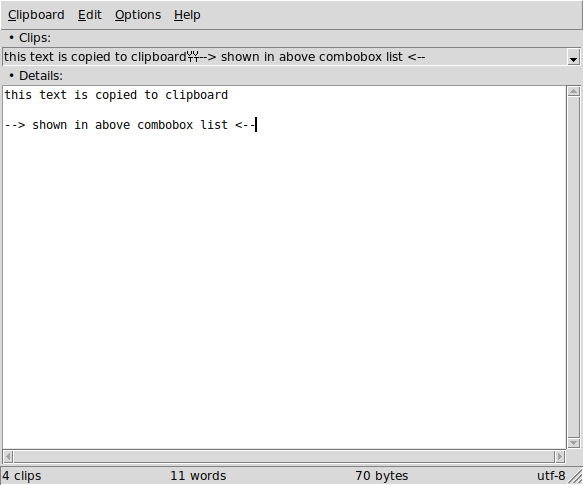 Clipboard Edit Options Help
• Clips:
this text is copied to clipboard--> shown in above combobox list <--
• Details:
this text is copied to clipboard
--> shown in above combobox list <--
4 clips 11 words 70 bytes utf-8